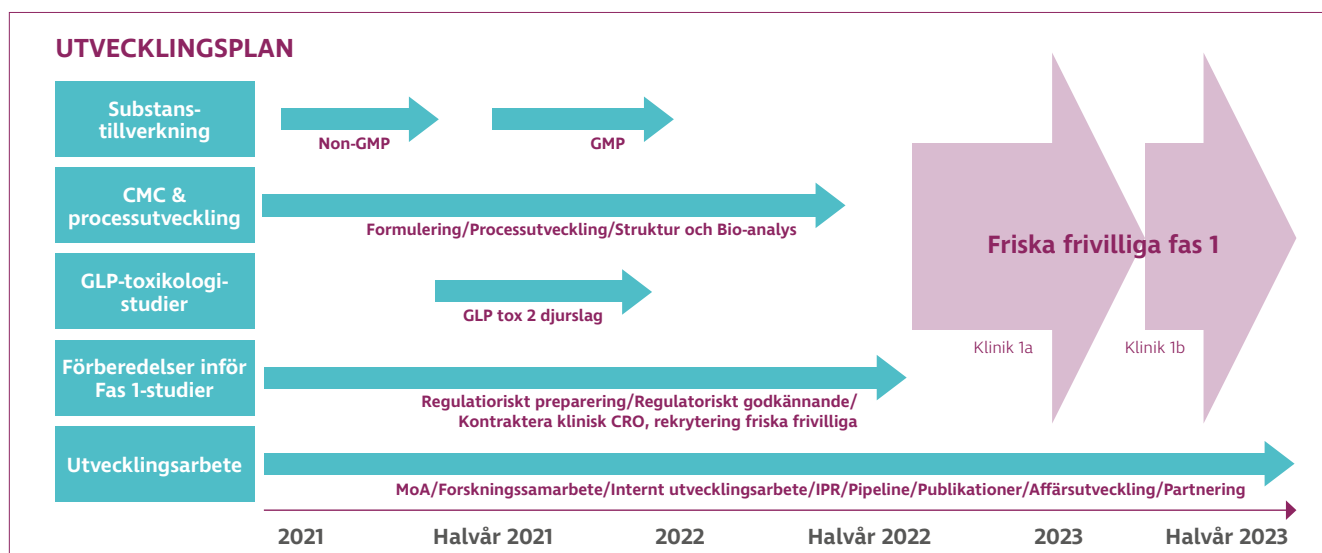 UTVECKLINGSPLAN
Substans-
tillverkning
Non-GMP
GMP
CMC &
processutveckling
Formulering/Processutveckling/Struktur och Bio-analys
GLP-toxikologi-
studier
GLP tox 2 djurslag
Förberedelser inför
Fas 1-studier
Regulatioriskt preparering/Regulatoriskt godkännande/
Kontraktera klinisk CRO, rekrytering friska frivilliga
Utvecklingsarbete
MoA/Forskningssamarbete/Internt utvecklingsarbete/IPR/Pipeline/Publikationer/Affärsutveckling/Partnering
Friska frivilliga fas 1
Klinik 1a
Klinik 1b
2021
Halvår 2021
2022
Halvår 2022
2023
Halvår 2023